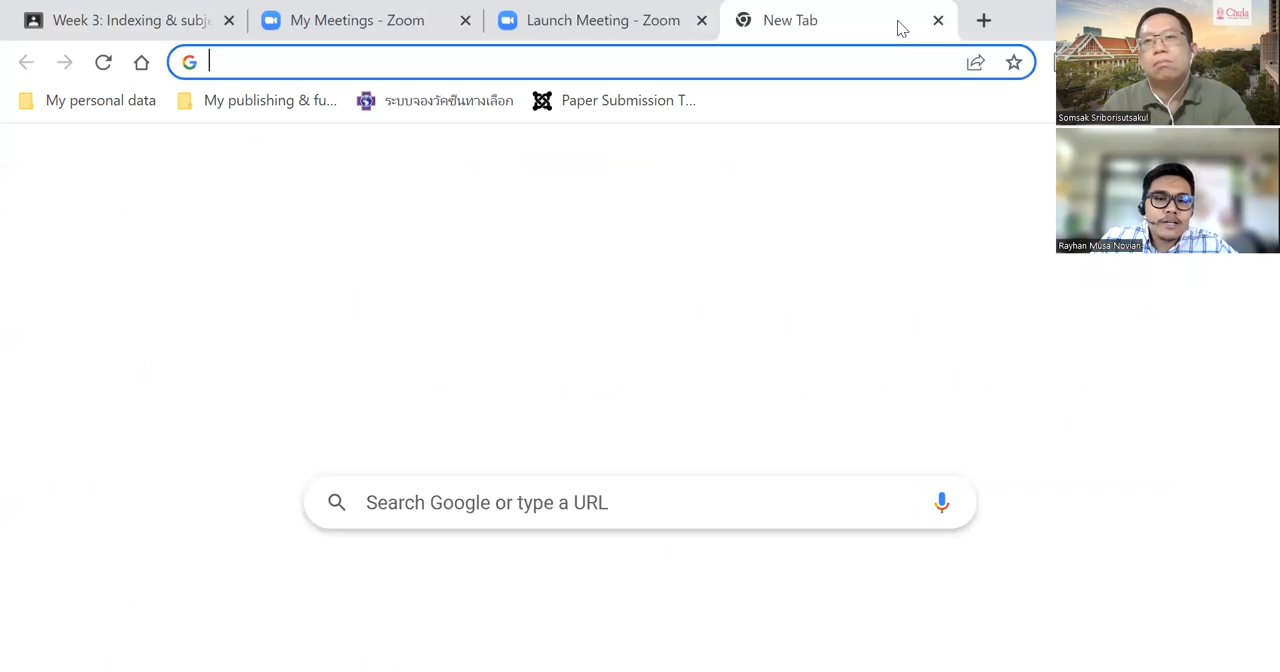 Week 3: Indexing & subje
My Meetings - Zoom
Launch Meeting - Zoom
New Tab
My personal data
My publishing & fu...
ระบบจองวัคซีนทางเลือก
Paper Submission T...
Chula
Somsak Sriborisutsakul
Rayhan Musa Novian
Search Google or type a URL